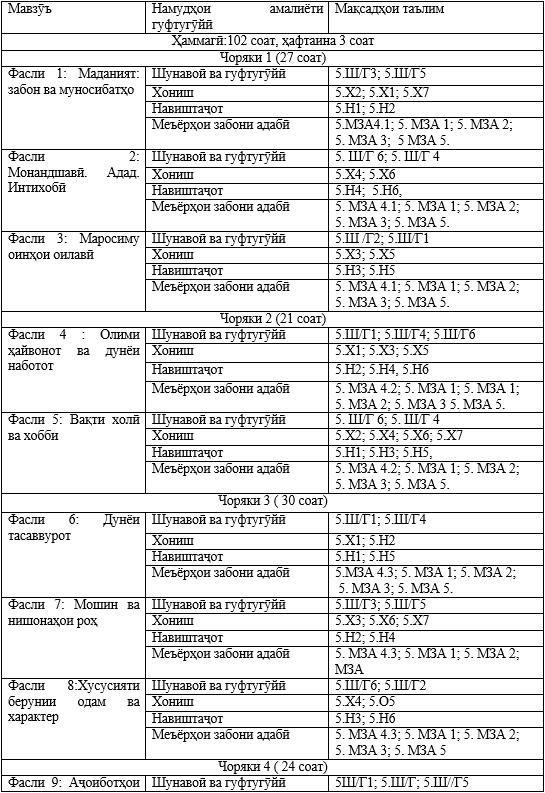 Мавзӯъ Намудҳои амалиёти Мақсадҳои таълим
гуфтугӯйӣ
Ҳаммагӣ:102 соат, ҳафтаина 3 соат
Чоряки 1 (27 соат)
Фасли 1: Маданият: Шунавоӣ ва гуфтугӯйӣ 5.Ш/Г3; 5.Ш/Г5
забон ва муносибатҳо Хониш 5.Х2; 5.Х1; 5.Х7
Навиштаҷот 5.Н1; 5.Н2
Меъёрҳои забони адабӣ 5.МЗА4.1; 5. МЗА 1; 5. МЗА 2;
5. МЗА 3; 5 МЗА 5.
Фасли 2: Шунавоӣ ва гуфтугӯйӣ 5. Ш/Г 6; 5. Ш/Г 4
Монандшавӣ. Адад. Хониш 5.Х4; 5.Х6
Интихобӣ Навиштаҷот 5.Н4; 5.Н6,
Меъёрҳои забони адабӣ 5. МЗА 4.1; 5. МЗА 1; 5. МЗА 2;
5. МЗА 3; 5. МЗА 5.
Фасли 3: Маросиму Шунавоӣ ва гуфтугӯйӣ 5.Ш /Г2; 5.Ш/Г1
оинҳои оилавӣ Хониш 5.Х3; 5.Х5
Навиштаҷот 5.Н3; 5.Н5
Меъёрҳои забони адабӣ 5. МЗА 4.1; 5. МЗА 1; 5. МЗА 2;
5. МЗА 3; 5. МЗА 5.
Чоряки 2 (21 соат)
Фасли 4 : Олими Шунавоӣ ва гуфтугӯйӣ 5.Ш/Г1; 5.Ш/Г4; 5.Ш/Г6
ҳайвонот ва дунёи Хониш 5.Х1; 5.Х3; 5.Х5
наботот Навиштаҷот 5.Н2; 5.Н4, 5.Н6
Меъёрҳои забони адабӣ 5. МЗА 4.2; 5. МЗА 1; 5. МЗА 1;
5. МЗА 2; 5. МЗА 3 5. МЗА 5.
Фасли 5: Вақти холӣ Шунавоӣ ва гуфтугӯйӣ 5. Ш/Г 6; 5. Ш/Г 4
ва хобби Хониш 5.Х2; 5.Х4; 5.Х6; 5.Х7
Навиштаҷот 5.Н1; 5.Н3; 5.Н5,
Меъёрҳои забони адабӣ 5. МЗА 4.2; 5. МЗА 1; 5. МЗА 2;
5. МЗА 3; 5. МЗА 5.
Чоряки 3 ( 30 соат)
Фасли 6: Дунёи Шунавоӣ ва гуфтугӯйӣ 5.Ш/Г1; 5.Ш/Г4
тасаввурот Хониш 5.Х1; 5.Н2
Навиштаҷот 5.Н1; 5.Н5
Меъёрҳои забони адабӣ 5.МЗА 4.3; 5. МЗА 1; 5. МЗА 2;
5. МЗА 3; 5. МЗА 5.
Фасли 7: Мошин ва Шунавоӣ ва гуфтугӯйӣ 5.Ш/Г3; 5.Ш/Г5
нишонаҳои роҳ Хониш 5.Х3; 5.Х6; 5.Х7
Навиштаҷот 5.Н2; 5.Н4
Меъёрҳои забони адабӣ 5. МЗА 4.3; 5. МЗА 1; 5. МЗА 2;
МЗА
Фасли 8:Хусусияти Шунавоӣ ва гуфтугӯйӣ 5.Ш/Г6; 5.Ш/Г2
берунии одам ва Хониш 5.Х4; 5.О5
характер Навиштаҷот 5.Н3; 5.Н6
Меъёрҳои забони адабӣ 5. МЗА 4.3; 5. МЗА 1; 5. МЗА 2;
5. МЗА 3; 5. МЗА 5
Чоряки 4 ( 24 соат)
Фасли 9: Аҷоиботҳои Шунавоӣ ва гуфтугӯйӣ 5Ш/Г1; 5.Ш/Г; 5.Ш//Г5